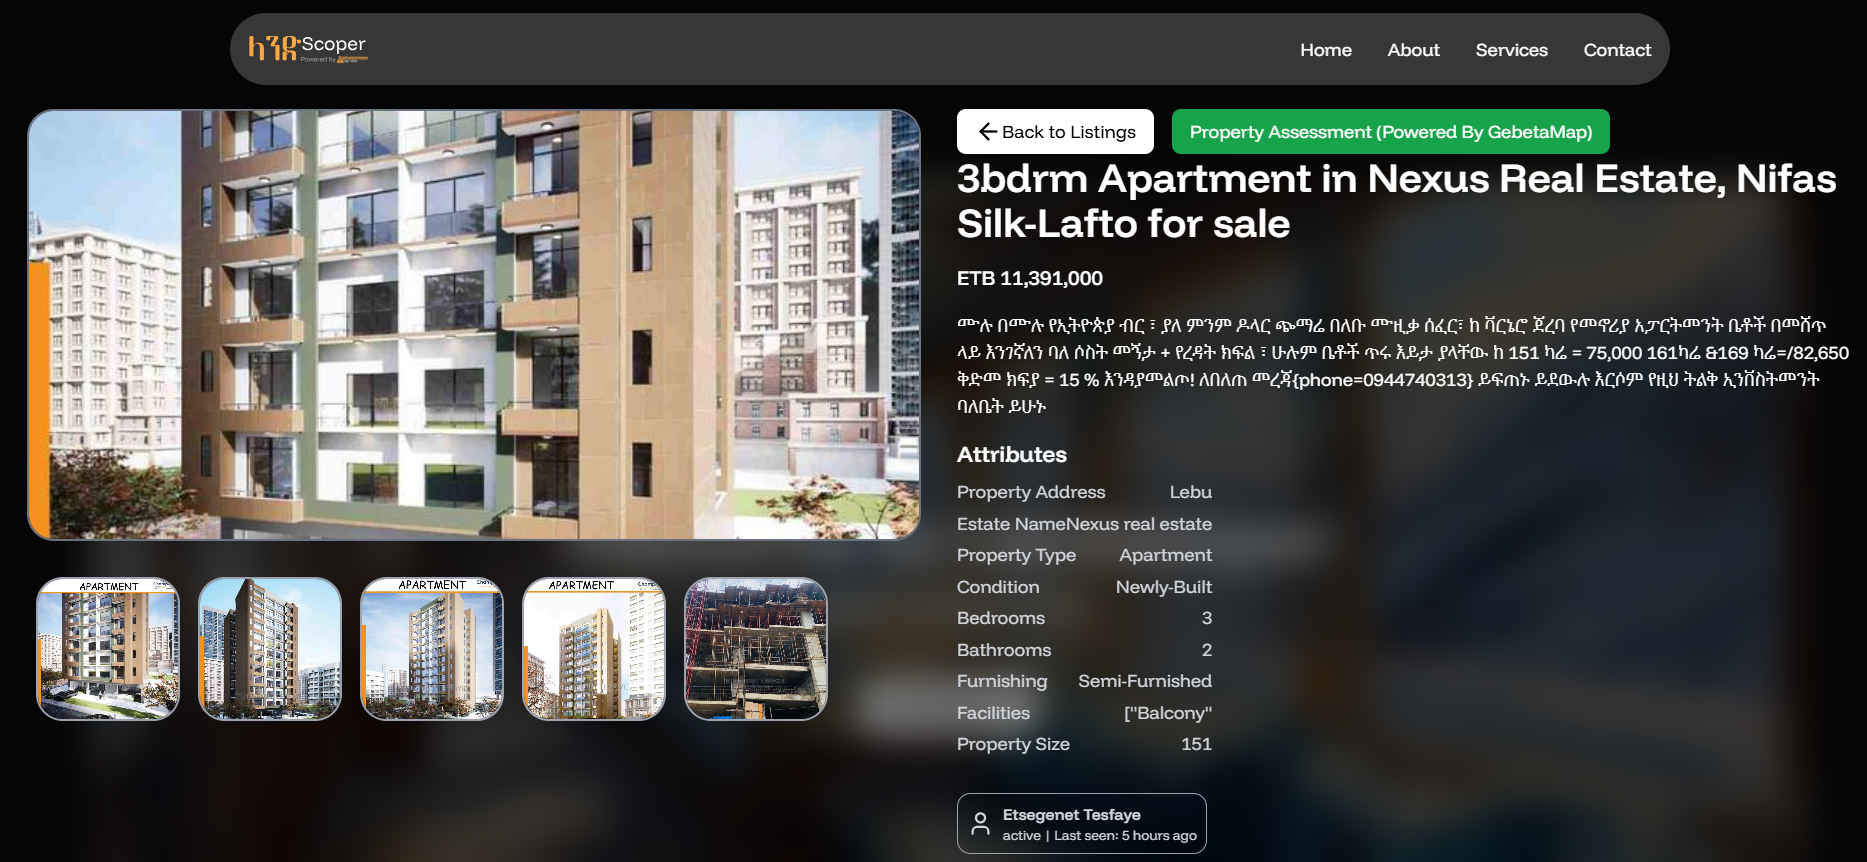 ላንድScoper
Powered by
Home About Services Contact
Back to Listings
Property Assessment (Powered By GebetaMap)
3bdrm Apartment in Nexus Real Estate, Nifas
Silk-Lafto for sale
ETB 11,391,000
ሙሉ በሙሉ የኢትዮጵያ ብር ፣ ያለ ምንም ዶላር ጭማሬ በለቡ ሙዚቃ ሰፈር፣ ከ ቫርኔሮ ጀረባ የመኖሪያ አፓርትመንት ቤቶች በመሸጥ
ላይ እንገኛለን ባለ ሶስት መኝታ + የረዳት ክፍል ፣ ሁሉም ቤቶች ጥሩ እይታ ያላቸው ከ 151 ካሬ = 75,000 161ካሬ &169 ካሬ=/82,650
ቅድመ ክፍያ = 15 % እንዳያመልጦ! ለበለጠ መረጃ{phone=0944740313} ይፍጠኑ ይደውሉ እርሶም የዚህ ትልቅ ኢንቨስትመንት
ባለቤት ይሁኑ
Attributes
Property Address Lebu
Estate NameNexus real estate
Property Type Apartment
Condition Newly-Built
Bedrooms 3
Bathrooms 2
Furnishing Semi-Furnished
Facilities ["Balcony"
Property Size 151
Etsegenet Tesfaye
active | Last seen: 5 hours ago
APARTMENT
APARTMENT
APARTMENT